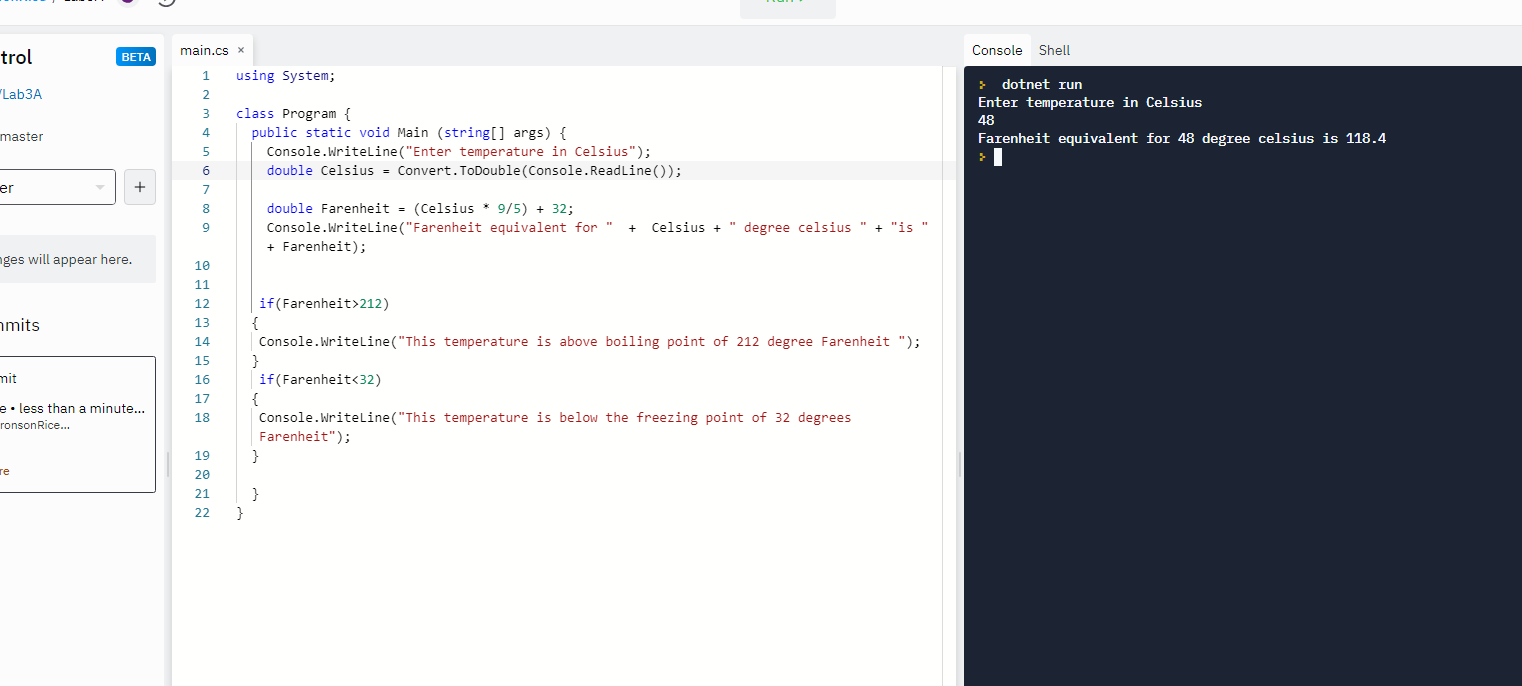 main.cs ×
Console Shell
trol BETA
/Lab3A
master
er +
nges will appear here.
mmits
mit
e • less than a minute...
ronsonRice...
re
1 using System;
2
3 class Program {
4 public static void Main (string[] args) {
5 Console.WriteLine("Enter temperature in Celsius");
6 double Celsius = Convert.ToDouble(Console.ReadLine());
7
8 double Farenheit = (Celsius * 9/5) + 32;
9 Console.WriteLine("Farenheit equivalent for " + Celsius + " degree celsius " + "is "
+ Farenheit);
10
11
12 if(Farenheit>212)
13 {
14 Console.WriteLine("This temperature is above boiling point of 212 degree Farenheit ");
15 }
16 if(Farenheit<32)
17 {
18 Console.WriteLine("This temperature is below the freezing point of 32 degrees
Farenheit");
19 }
20
21 }
22 }
dotnet run
Enter temperature in Celsius
48
Farenheit equivalent for 48 degree celsius is 118.4